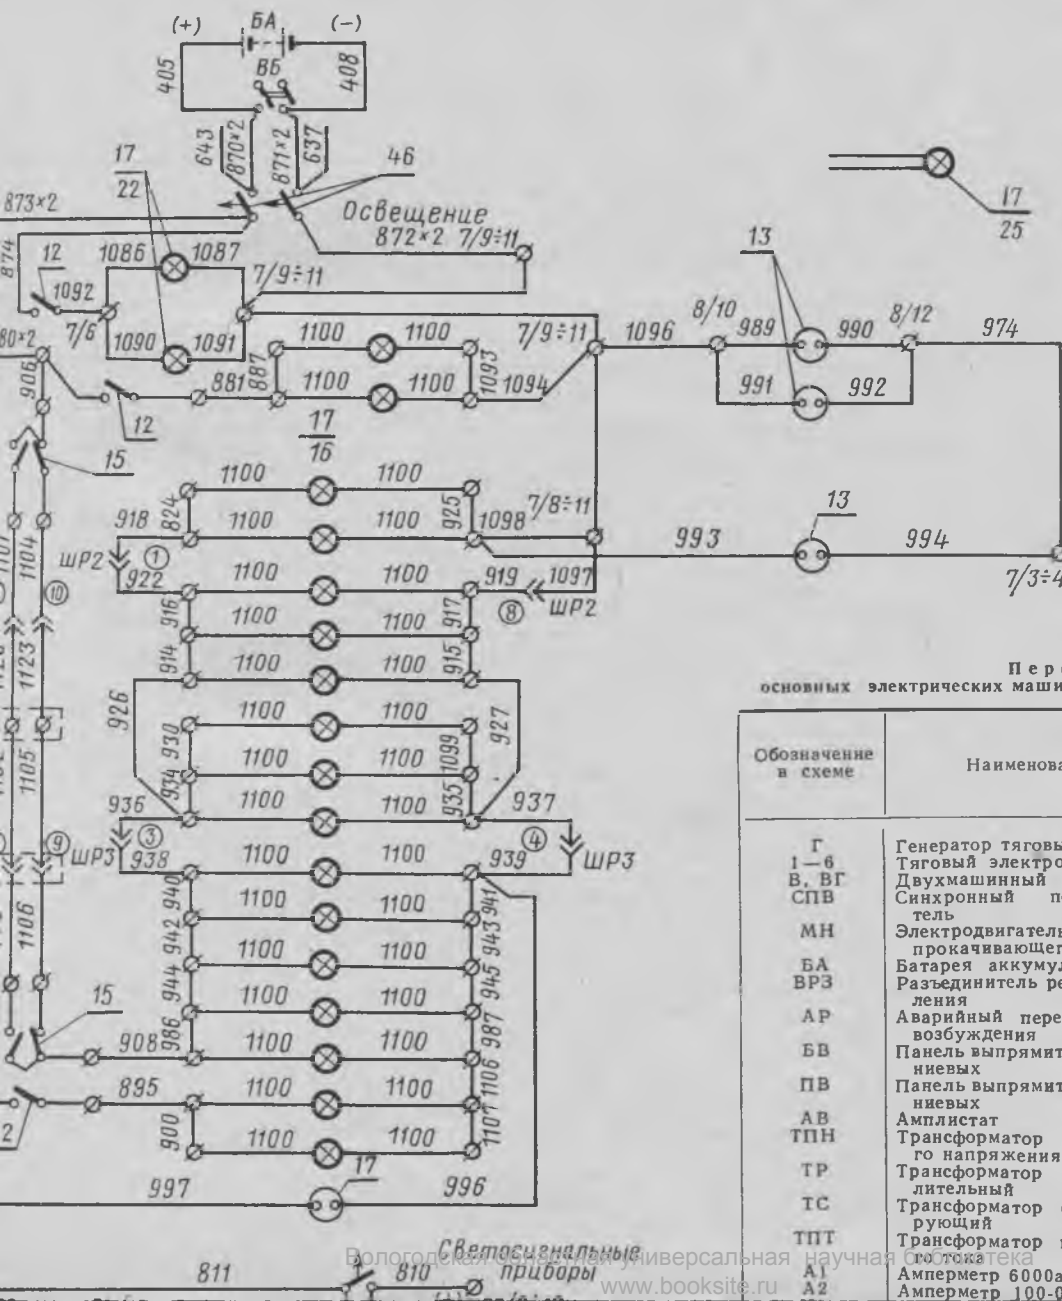 (+) БА (-)
405 ВБ 408
643 870×2 871×2 637
17
22
46
873×2
Освещение
872×2 7/9÷11
874 12 1086 1087
1092 7/9÷11
7/6 1090 1091
80×2
906 881 887 1100 1100 1093
1100 1100 1094
7/9÷11 1096
12
15
17
16
13
8/10 989 990 8/12 974
991 992
17
25
1100 1100
824 925
918 1100 1100 1098 7/8÷11
ШР2 1
922 1100 1100 919 1097
8 ШР2
993 13 994
7/3÷4
1104
10
916 1100 1100 917
914 1100 1100 915
926 927
1123
930 1100 1100 1099
934 1100 1100 935
1105
936 1100 1100 937
3 4
ШР3 ШР3
9
938 1100 1100 939
940 941
1100 1100
942 943
1106
1100 1100
944 945
1100 1100
986 987
15
908 1100 1100
1106
895 1100 1100
1107
900 1100 1100
2
997 17 996
811 810
Светосигнальные
приборы
основных электрических маши
Обозначение
в схеме
Наименова
Г Генератор тяговы
1—6 Тяговый электро
В, ВГ Двухмашинный
СПВ Синхронный
тель
МН Электродвигатель
прокачивающег
БА Батарея аккуму
ВРЗ Разъединитель ре
ления
АР Аварийный пере
возбуждения
БВ Панель выпрямит
ниевых
ПВ Панель выпрямит
ниевых
АВ Амплистат
ТПН Трансформатор
го напряжения
ТР Трансформатор
лительный
ТС Трансформатор
рующий
ТПТ Трансформатор
го тока
А1 Амперметр 6000а
А2 Амперметр 100-
Вологодская областная универсальная научная библиотека
www.booksite.ru